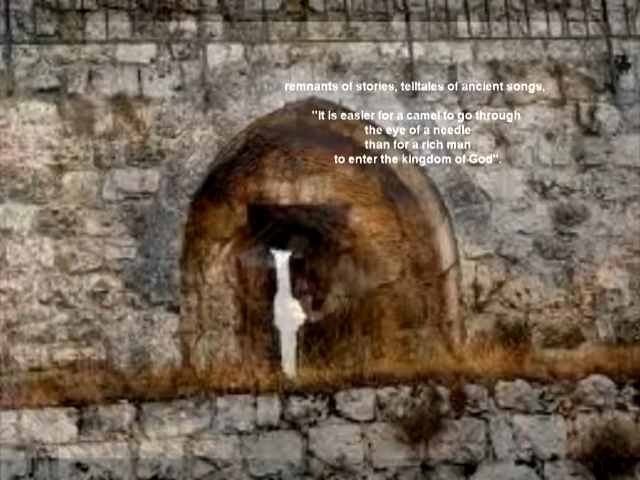 remnants of stories, telltales of ancient songs,
"It is easier for a camel to go through
the eye of a needle
than for a rich man
to enter the kingdom of God".